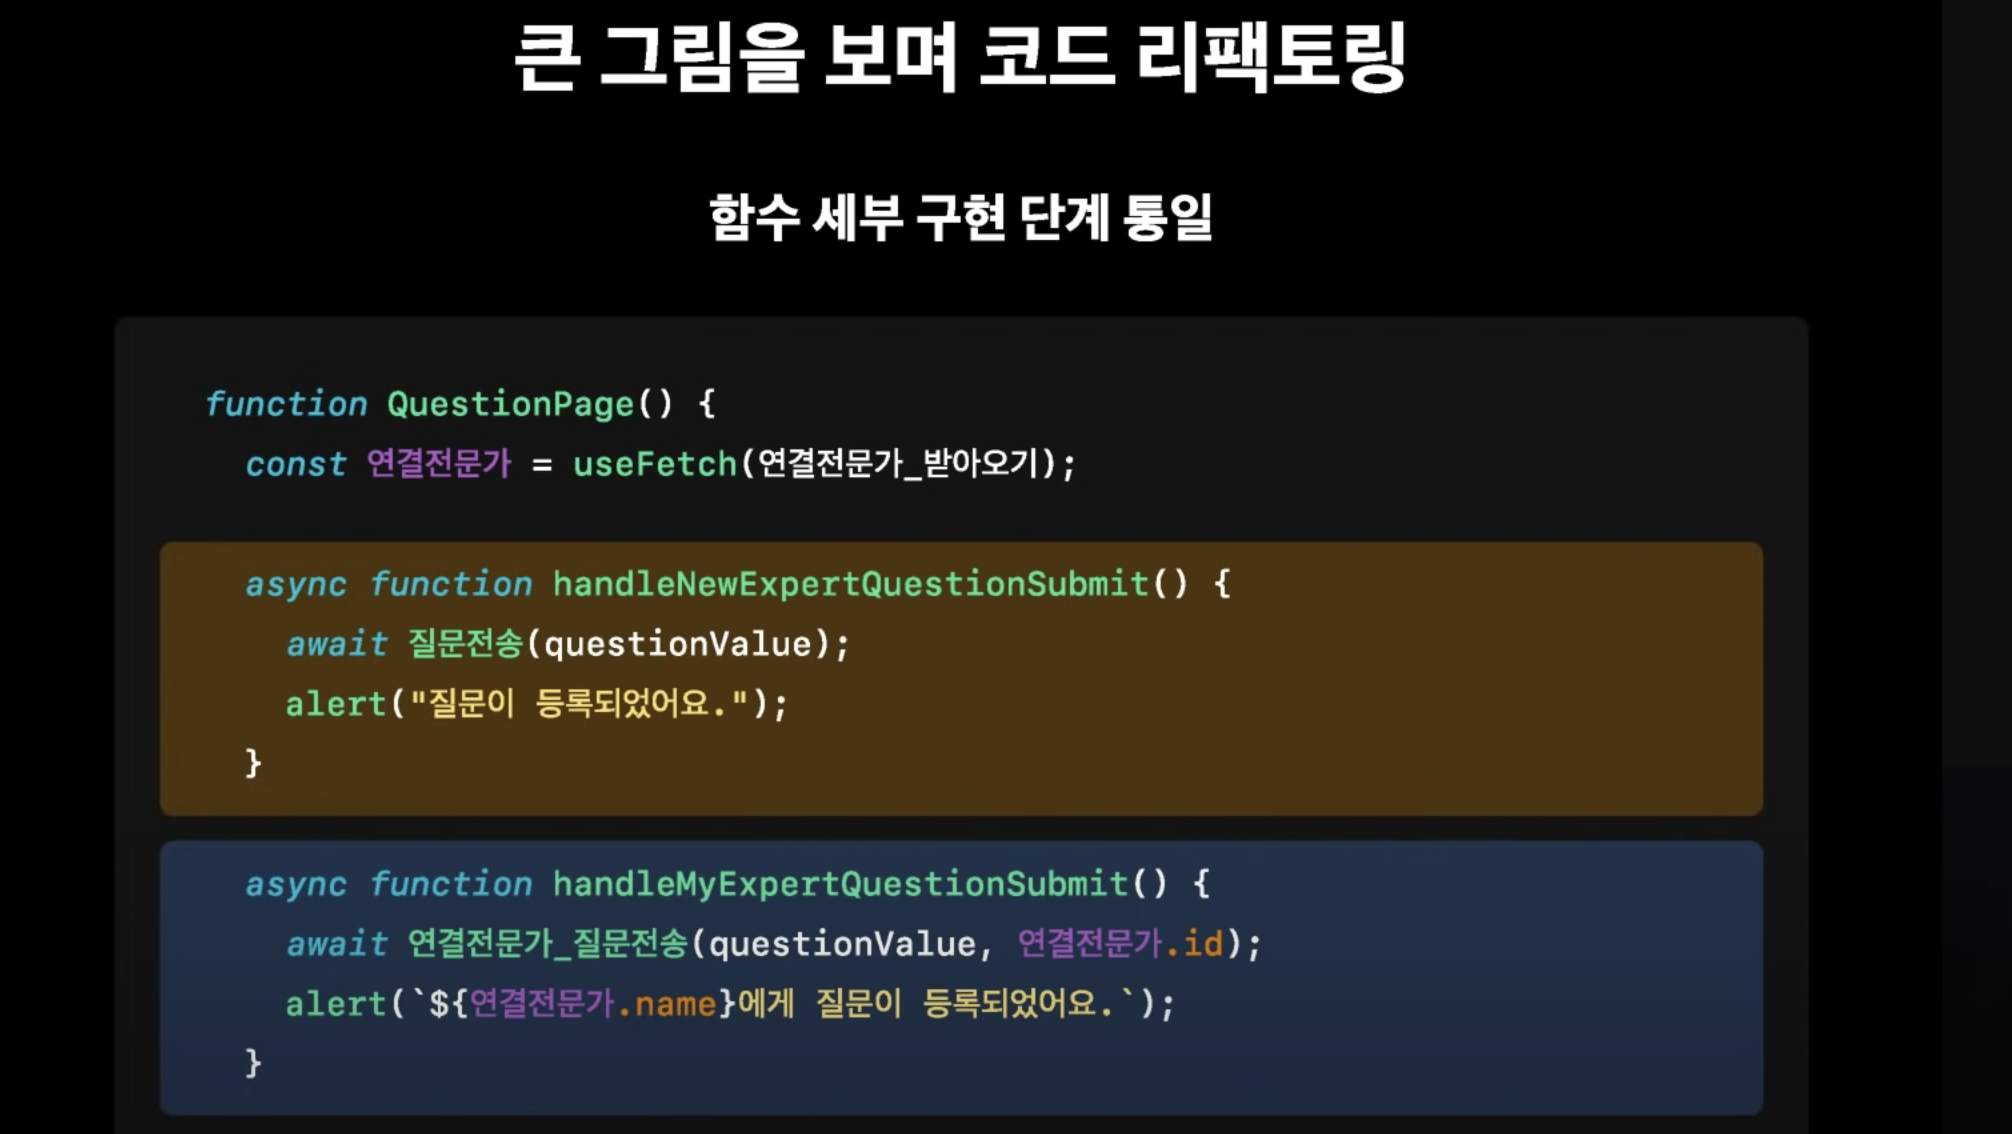 큰 그림을 보며 코드 리팩토링
함수 세부 구현 단계 통일
function QuestionPage() {
const 연결전문가 = useFetch(연결전문가_받아오기);
async function handleNewExpertQuestionSubmit() {
await 질문전송(questionValue);
alert("질문이 등록되었어요.");
}
async function handleMyExpertQuestionSubmit() {
await 연결전문가_질문전송(questionValue, 연결전문가.id);
alert(`${연결전문가.name}에게 질문이 등록되었어요.`);
}